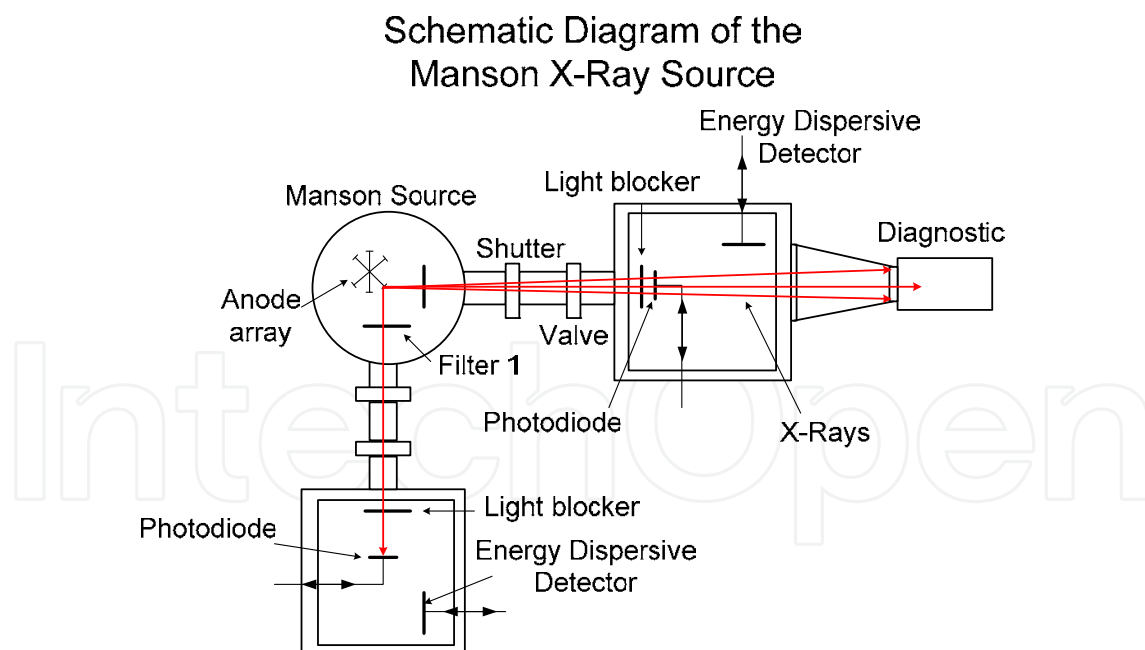 Schematic Diagram of the
Manson X-Ray Source
Energy Dispersive
Detector
Light blocker
Manson Source
Shutter
Diagnostic
Anode
array
Valve
Filter 1
Photodiode
X-Rays
Light blocker
Photodiode
Energy Dispersive
Detector
IntechOpen